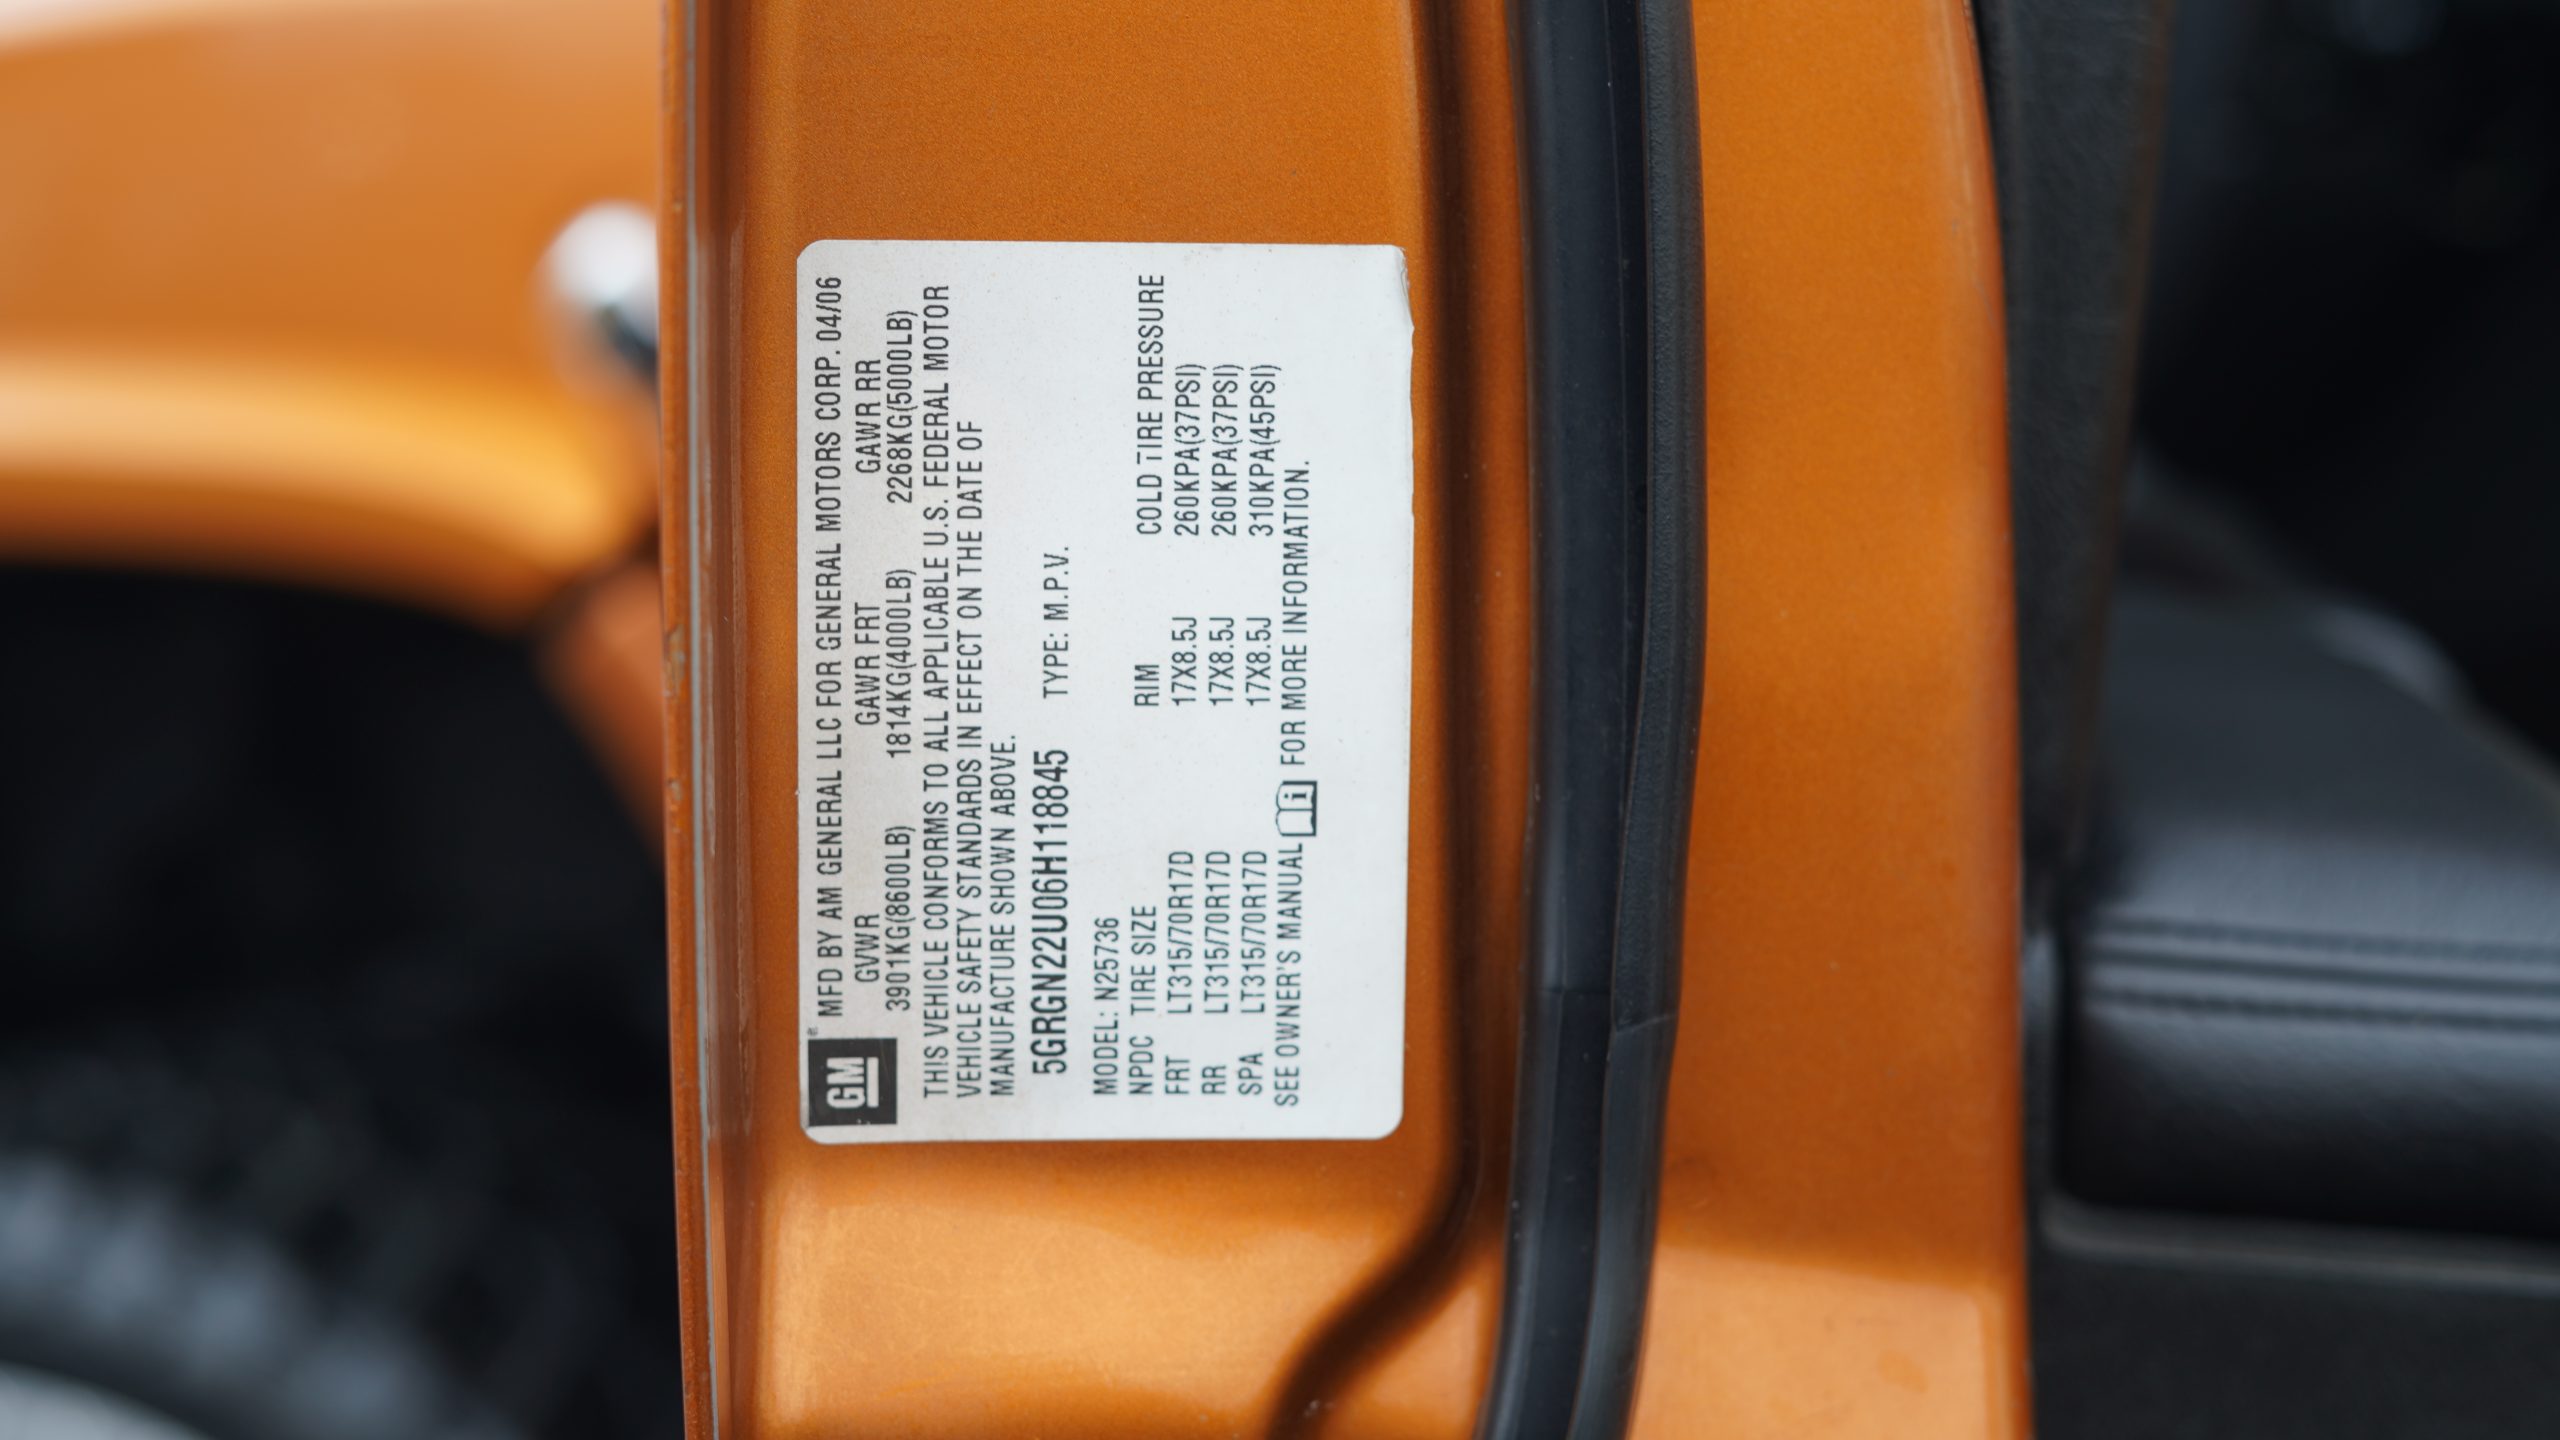 GM®
MFD BY AM GENERAL LLC FOR GENERAL MOTORS CORP. 04/06
GVWR GAWR FRT GAWR RR
3901KG(8600LB) 1814KG(4000LB) 2268KG(5000LB)
THIS VEHICLE CONFORMS TO ALL APPLICABLE U.S. FEDERAL MOTOR
VEHICLE SAFETY STANDARDS IN EFFECT ON THE DATE OF
MANUFACTURE SHOWN ABOVE.
5GRGN22U06H118845 TYPE: M.P.V.
MODEL: N25736
NPDC TIRE SIZE RIM COLD TIRE PRESSURE
FRT LT315/70R17D 17X8.5J 260KPA(37PSI)
RR LT315/70R17D 17X8.5J 260KPA(37PSI)
SPA LT315/70R17D 17X8.5J 310KPA(45PSI)
SEE OWNER'S MANUAL i FOR MORE INFORMATION.